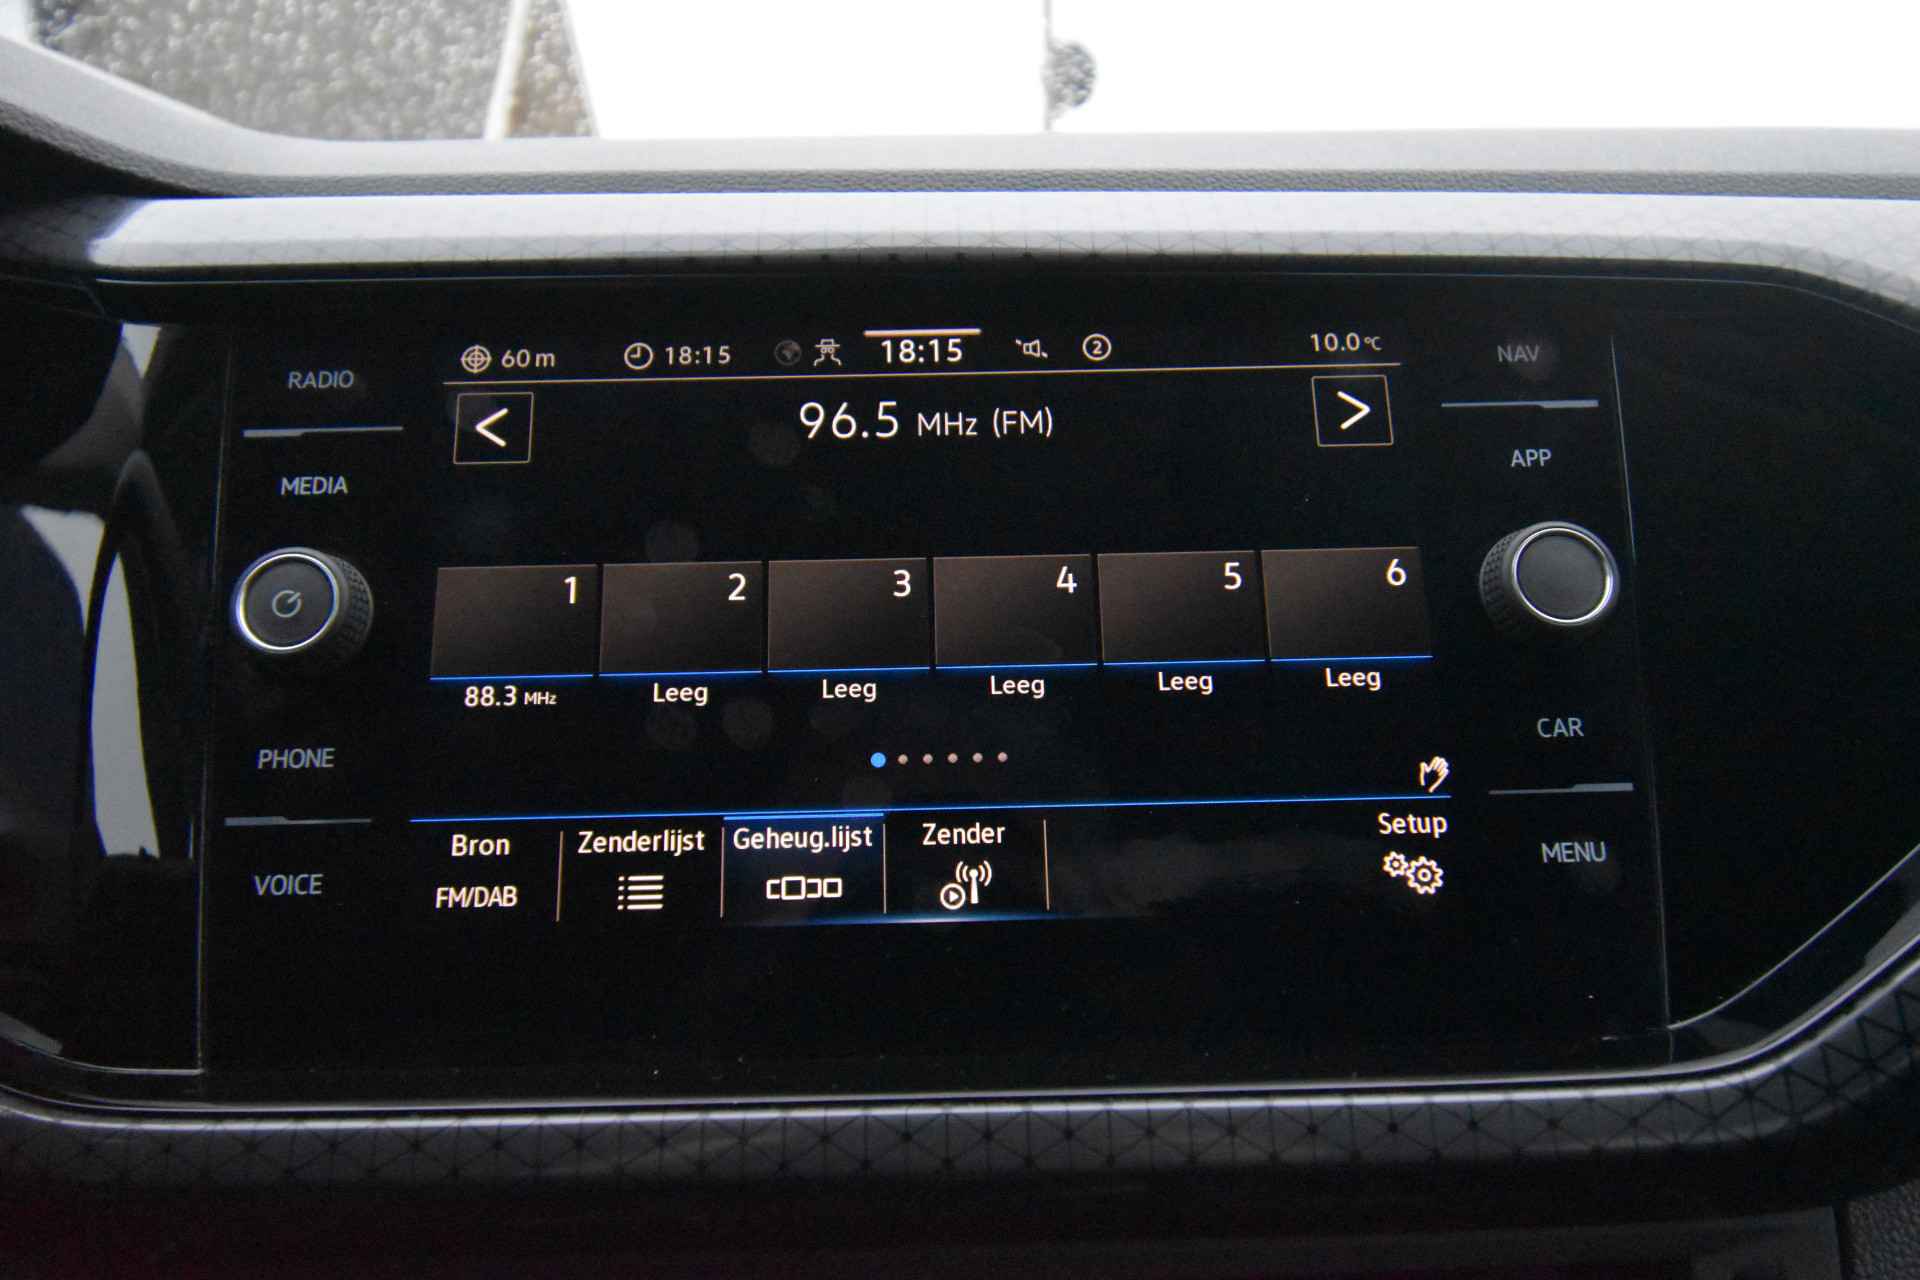 60 m 18:15 18:15 2 10.0 °C
RADIO
NAV
< 96.5 MHz (FM) >
MEDIA
APP
1 2 3 4 5 6
88.3 MHz Leeg Leeg Leeg Leeg Leeg
PHONE
CAR
Bron Zenderlijst Geheug.lijst Zender Setup
FM/DAB
VOICE
MENU